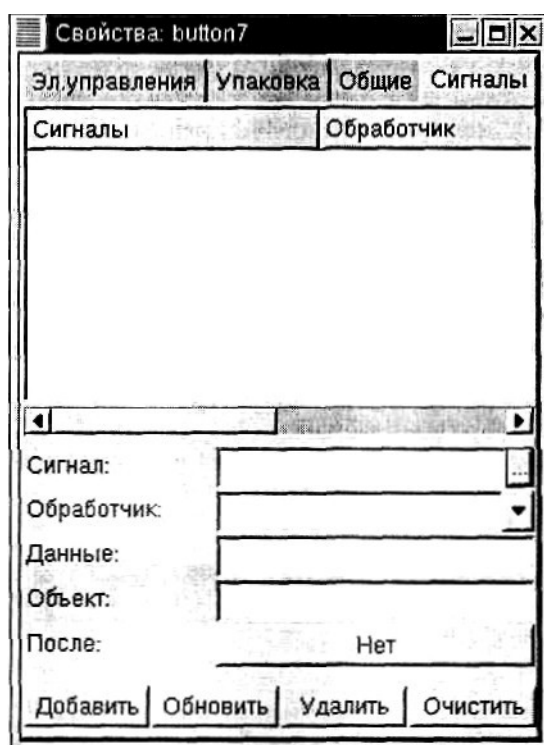 Свойства: button7
Эл.управления Упаковка Общие Сигналы
Сигналы Обработчик
Сигнал: ...
Обработчик:
Данные:
Объект:
После: Нет
Добавить Обновить Удалить Очистить